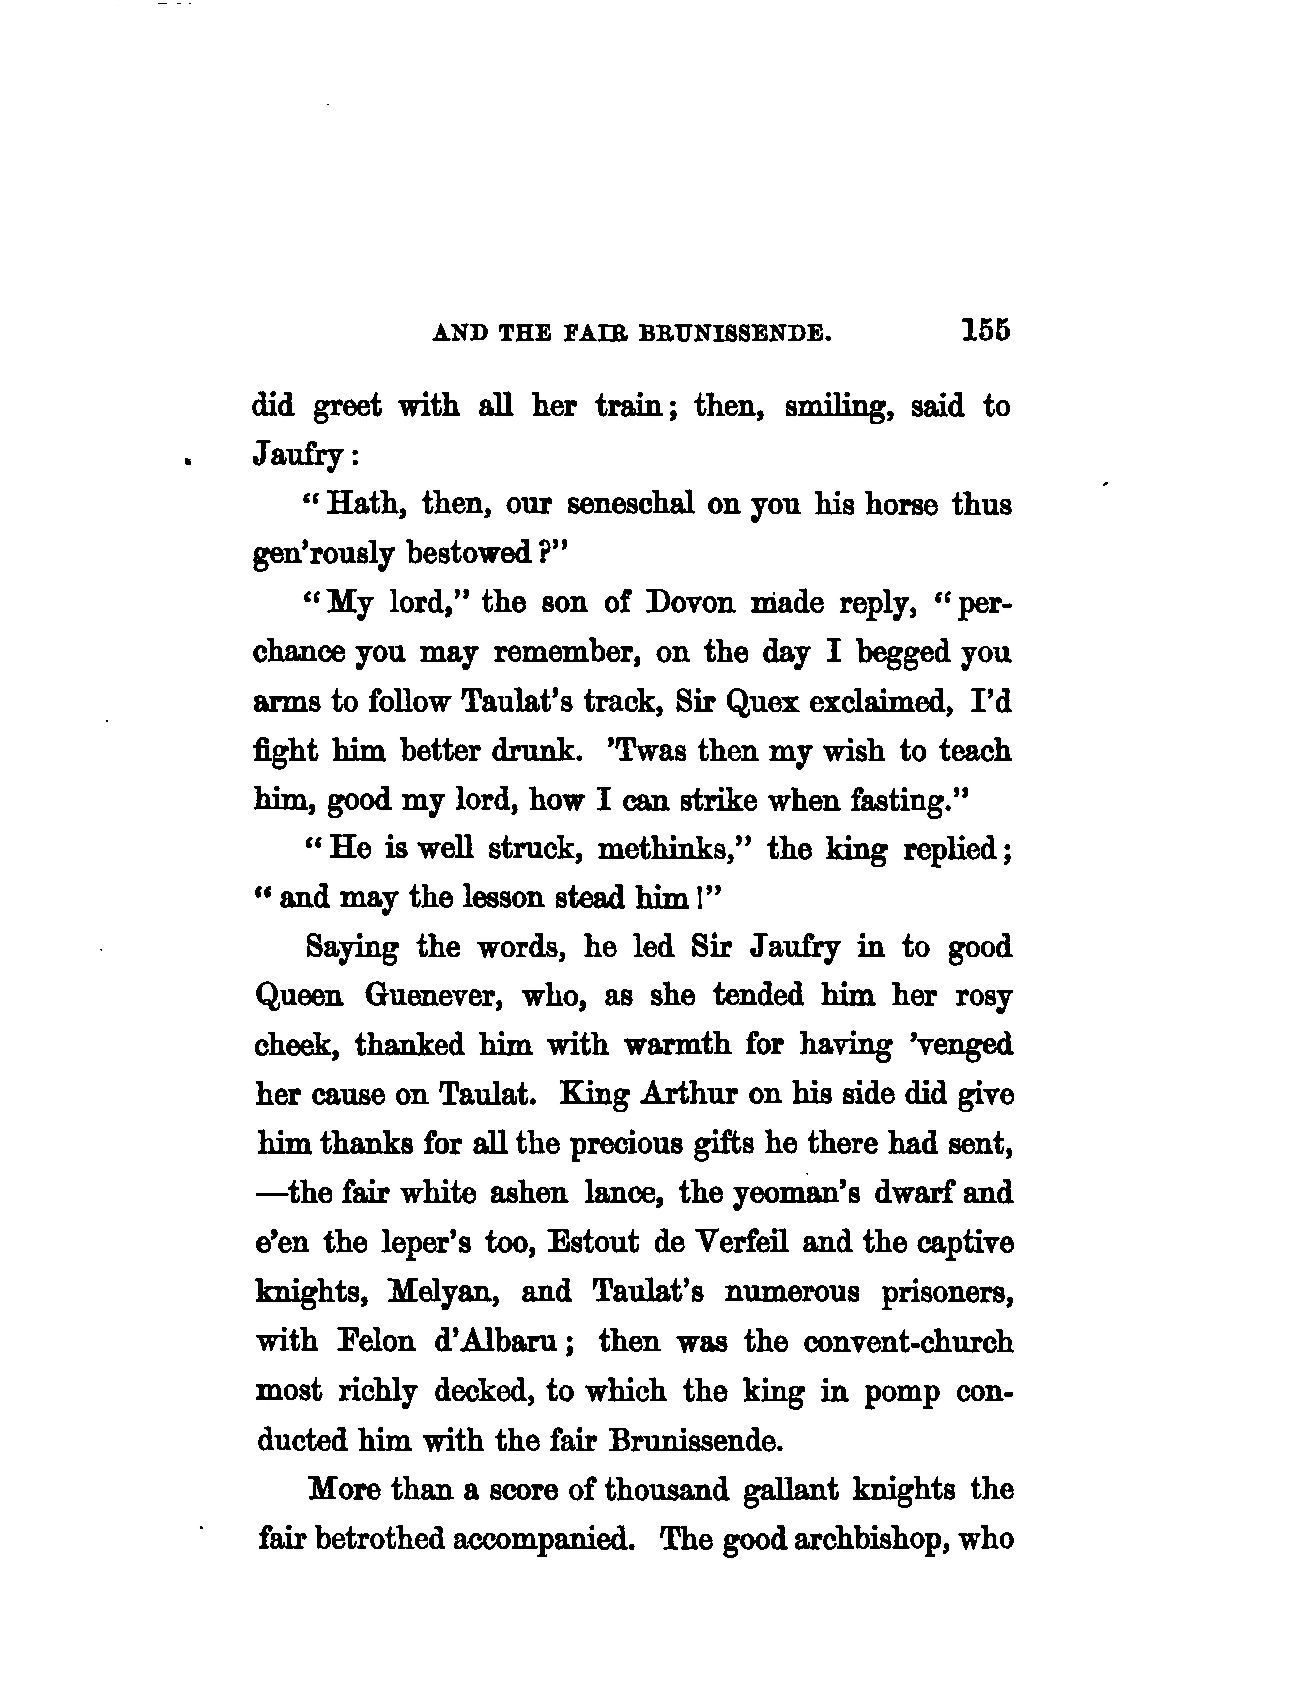 AND THE FAIR BRUNISSENDE. 155
did greet with all her train; then, smiling, said to
Jaufry:
"Hath, then, our seneschal on you his horse thus
gen'rously bestowed?"
"My lord," the son of Dovon made reply, "per-
chance you may remember, on the day I begged you
arms to follow Taulat's track, Sir Quex exclaimed, I'd
fight him better drunk. 'Twas then my wish to teach
him, good my lord, how I can strike when fasting."
"He is well struck, methinks," the king replied;
"and may the lesson stead him!"
Saying the words, he led Sir Jaufry in to good
Queen Guenever, who, as she tended him her rosy
cheek, thanked him with warmth for having 'venged
her cause on Taulat. King Arthur on his side did give
him thanks for all the precious gifts he there had sent,
—the fair white ashen lance, the yeoman's dwarf and
e'en the leper's too, Estout de Verfeil and the captive
knights, Melyan, and Taulat's numerous prisoners,
with Felon d'Albaru; then was the convent-church
most richly decked, to which the king in pomp con-
ducted him with the fair Brunissende.
More than a score of thousand gallant knights the
fair betrothed accompanied. The good archbishop, who